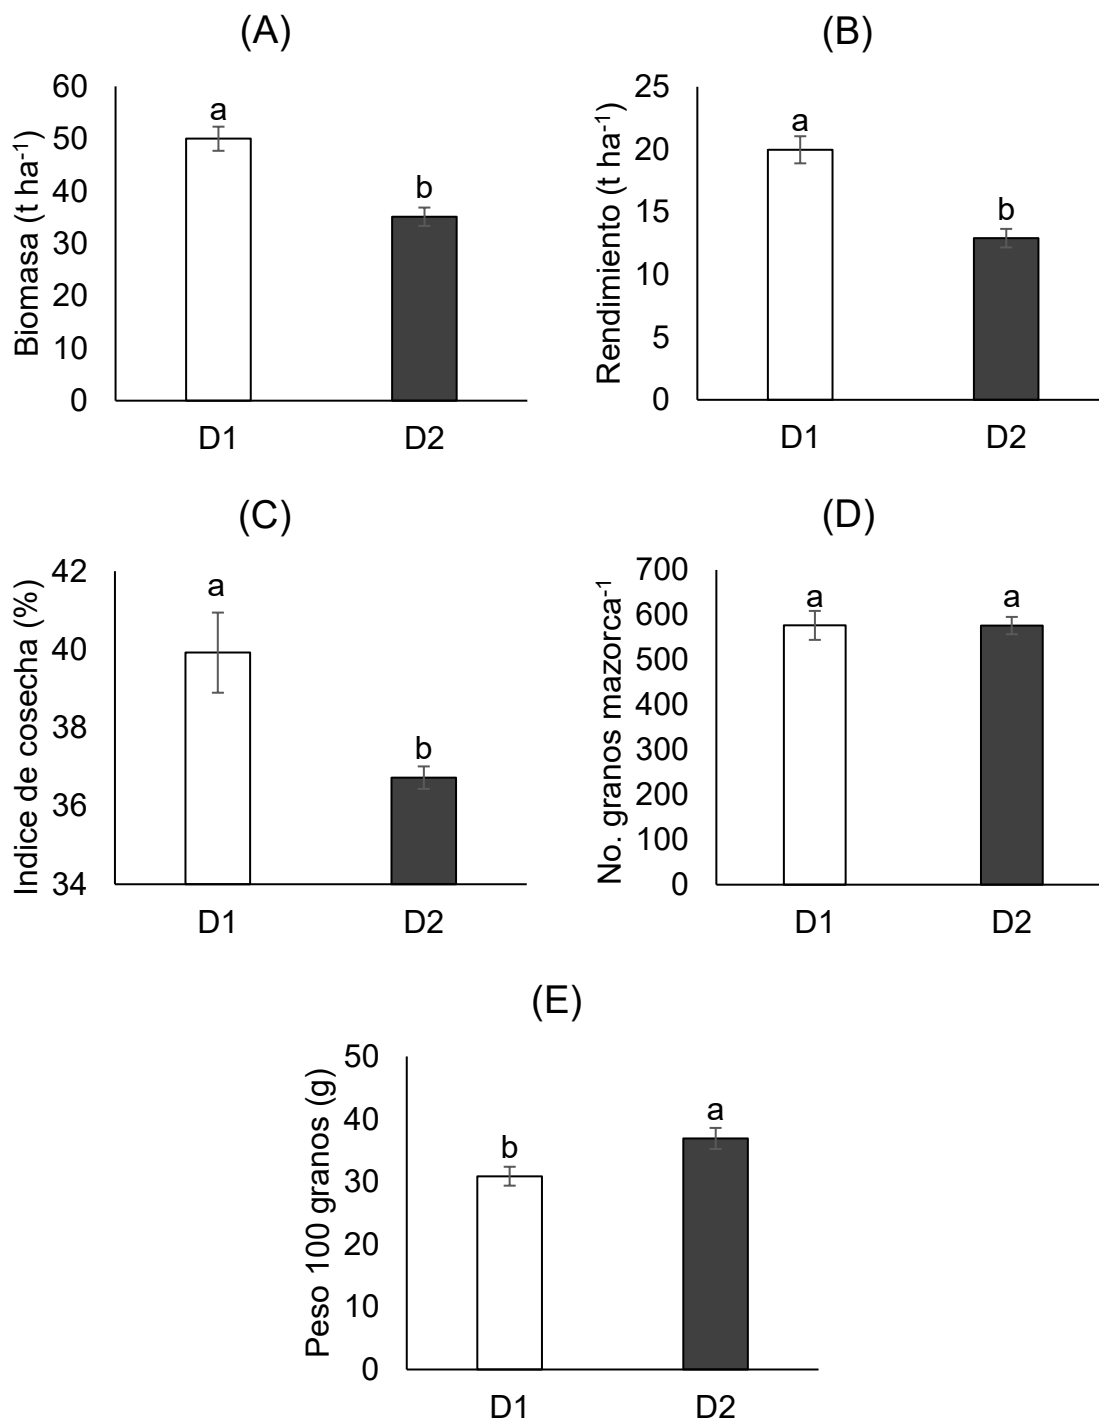 (A)
Biomasa (t ha-1)
60
50
40
30
20
10
0
a
b
D1
D2
(B)
Rendimiento (t ha-1)
25
20
15
10
5
0
a
b
D1
D2
(C)
Indice de cosecha (%)
42
40
38
36
34
a
b
D1
D2
(D)
No. granos mazorca-1
700
600
500
400
300
200
100
0
a
a
D1
D2
(E)
Peso 100 granos (g)
50
40
30
20
10
0
b
a
D1
D2